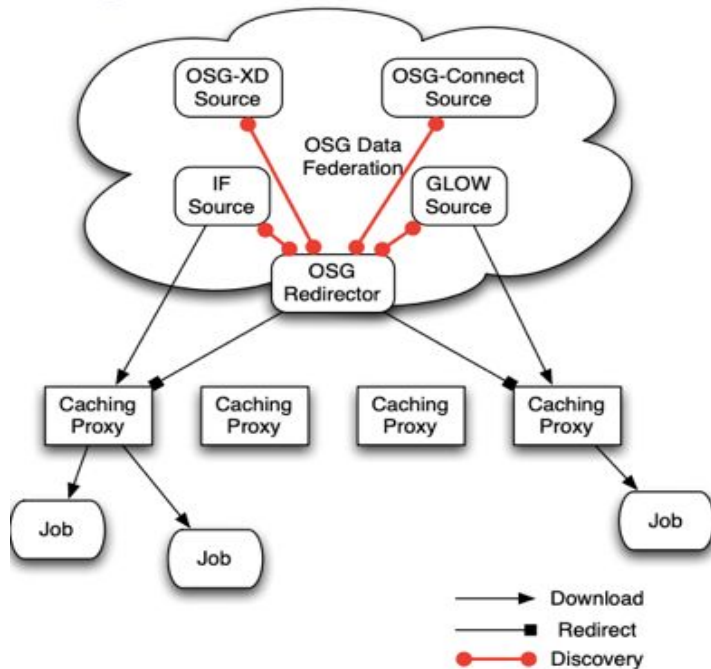 OSG-XD
Source
OSG-Connect
Source
OSG Data
Federation
IF
Source
GLOW
Source
OSG
Redirector
Caching
Proxy
Caching
Proxy
Caching
Proxy
Caching
Proxy
Job
Job
Job
Download
Redirect
Discovery